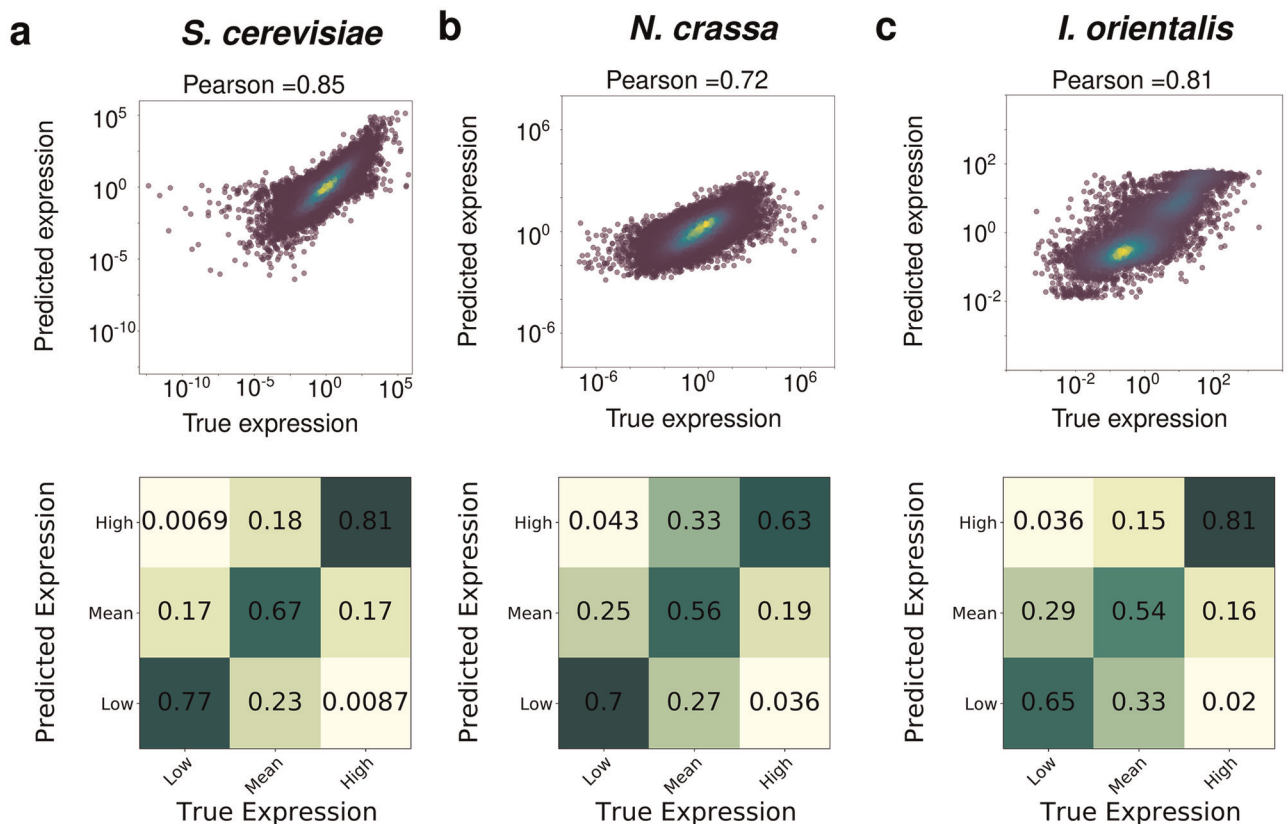 a
S. cerevisiae
Pearson =0.85
Predicted expression
10^5
10^0
10^-5
10^-10
10^-10 10^-5 10^0 10^5
True expression
b
N. crassa
Pearson =0.72
Predicted expression
10^6
10^0
10^-6
10^-6 10^0 10^6
True expression
c
I. orientalis
Pearson =0.81
Predicted expression
10^2
10^0
10^-2
10^-2 10^0 10^2
True expression
Predicted Expression
High 0.0069 0.18 0.81
Mean 0.17 0.67 0.17
Low 0.77 0.23 0.0087
Low Mean High
True Expression
Predicted Expression
High 0.043 0.33 0.63
Mean 0.25 0.56 0.19
Low 0.7 0.27 0.036
Low Mean High
True Expression
Predicted Expression
High 0.036 0.15 0.81
Mean 0.29 0.54 0.16
Low 0.65 0.33 0.02
Low Mean High
True Expression